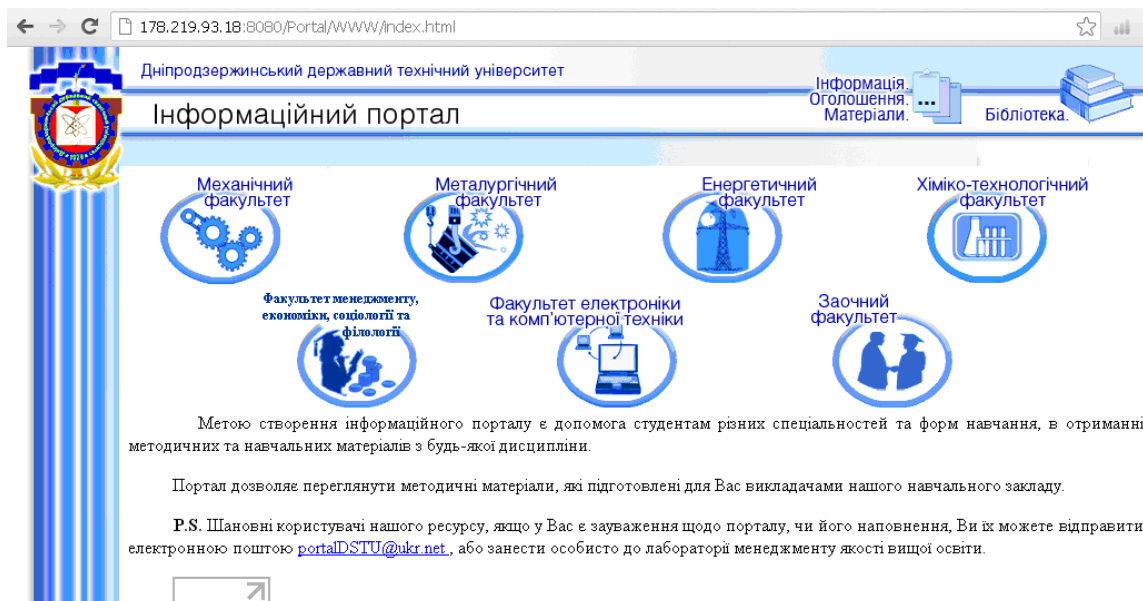 178.219.93.18:8080/Portal/WWW/index.html
Дніпродзержинський державний технічний університет
Інформація.
Оголошення.
Матеріали.
Бібліотека.
Інформаційний портал
Механічний
факультет
Металургічний
факультет
Енергетичний
факультет
Хіміко-технологічний
факультет
Факультет менеджменту,
економіки, соціології та
філології
Факультет електроніки
та комп'ютерної техніки
Заочний
факультет
Метою створення інформаційного порталу є допомога студентам різних спеціальностей та форм навчання, в отриманні
методичних та навчальних матеріалів з будь-якої дисципліни.
Портал дозволяє переглянути методичні матеріали, які підготовлені для Вас викладачами нашого навчального закладу.
P.S. Шановні користувачі нашого ресурсу, якщо у Вас є зауваження щодо порталу, чи його наповнення, Ви їх можете відправити
електронною поштою portalDSTU@ukr.net , або занести особисто до лабораторії менеджменту якості вищої освіти.